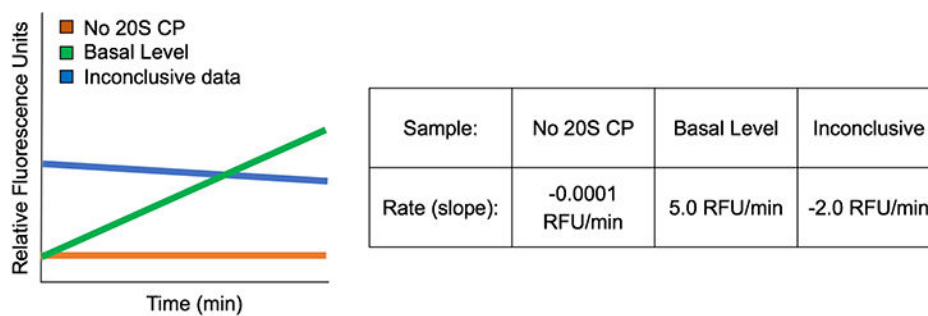 No 20S CP
Basal Level
Inconclusive data
Relative Fluorescence Units
Time (min)
Sample:
No 20S CP
Basal Level
Inconclusive
Rate (slope):
-0.0001
RFU/min
5.0 RFU/min
-2.0 RFU/min